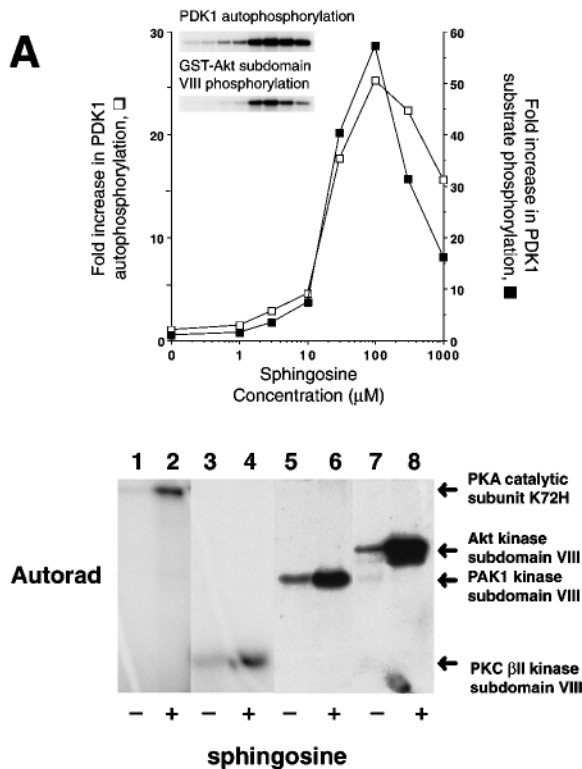 A
PDK1 autophosphorylation
GST-Akt subdomain
VIII phosphorylation
Fold increase in PDK1
autophosphorylation, □
30
20
10
0
60
50
40
30
20
10
0
Fold increase in PDK1
substrate phosphorylation, ■
0 1 10 100 1000
Sphingosine
Concentration (μM)
1 2 3 4 5 6 7 8
PKA catalytic
subunit K72H
Akt kinase
subdomain VIII
Autorad
PAK1 kinase
subdomain VIII
PKC βII kinase
subdomain VIII
− + − + − + − +
sphingosine